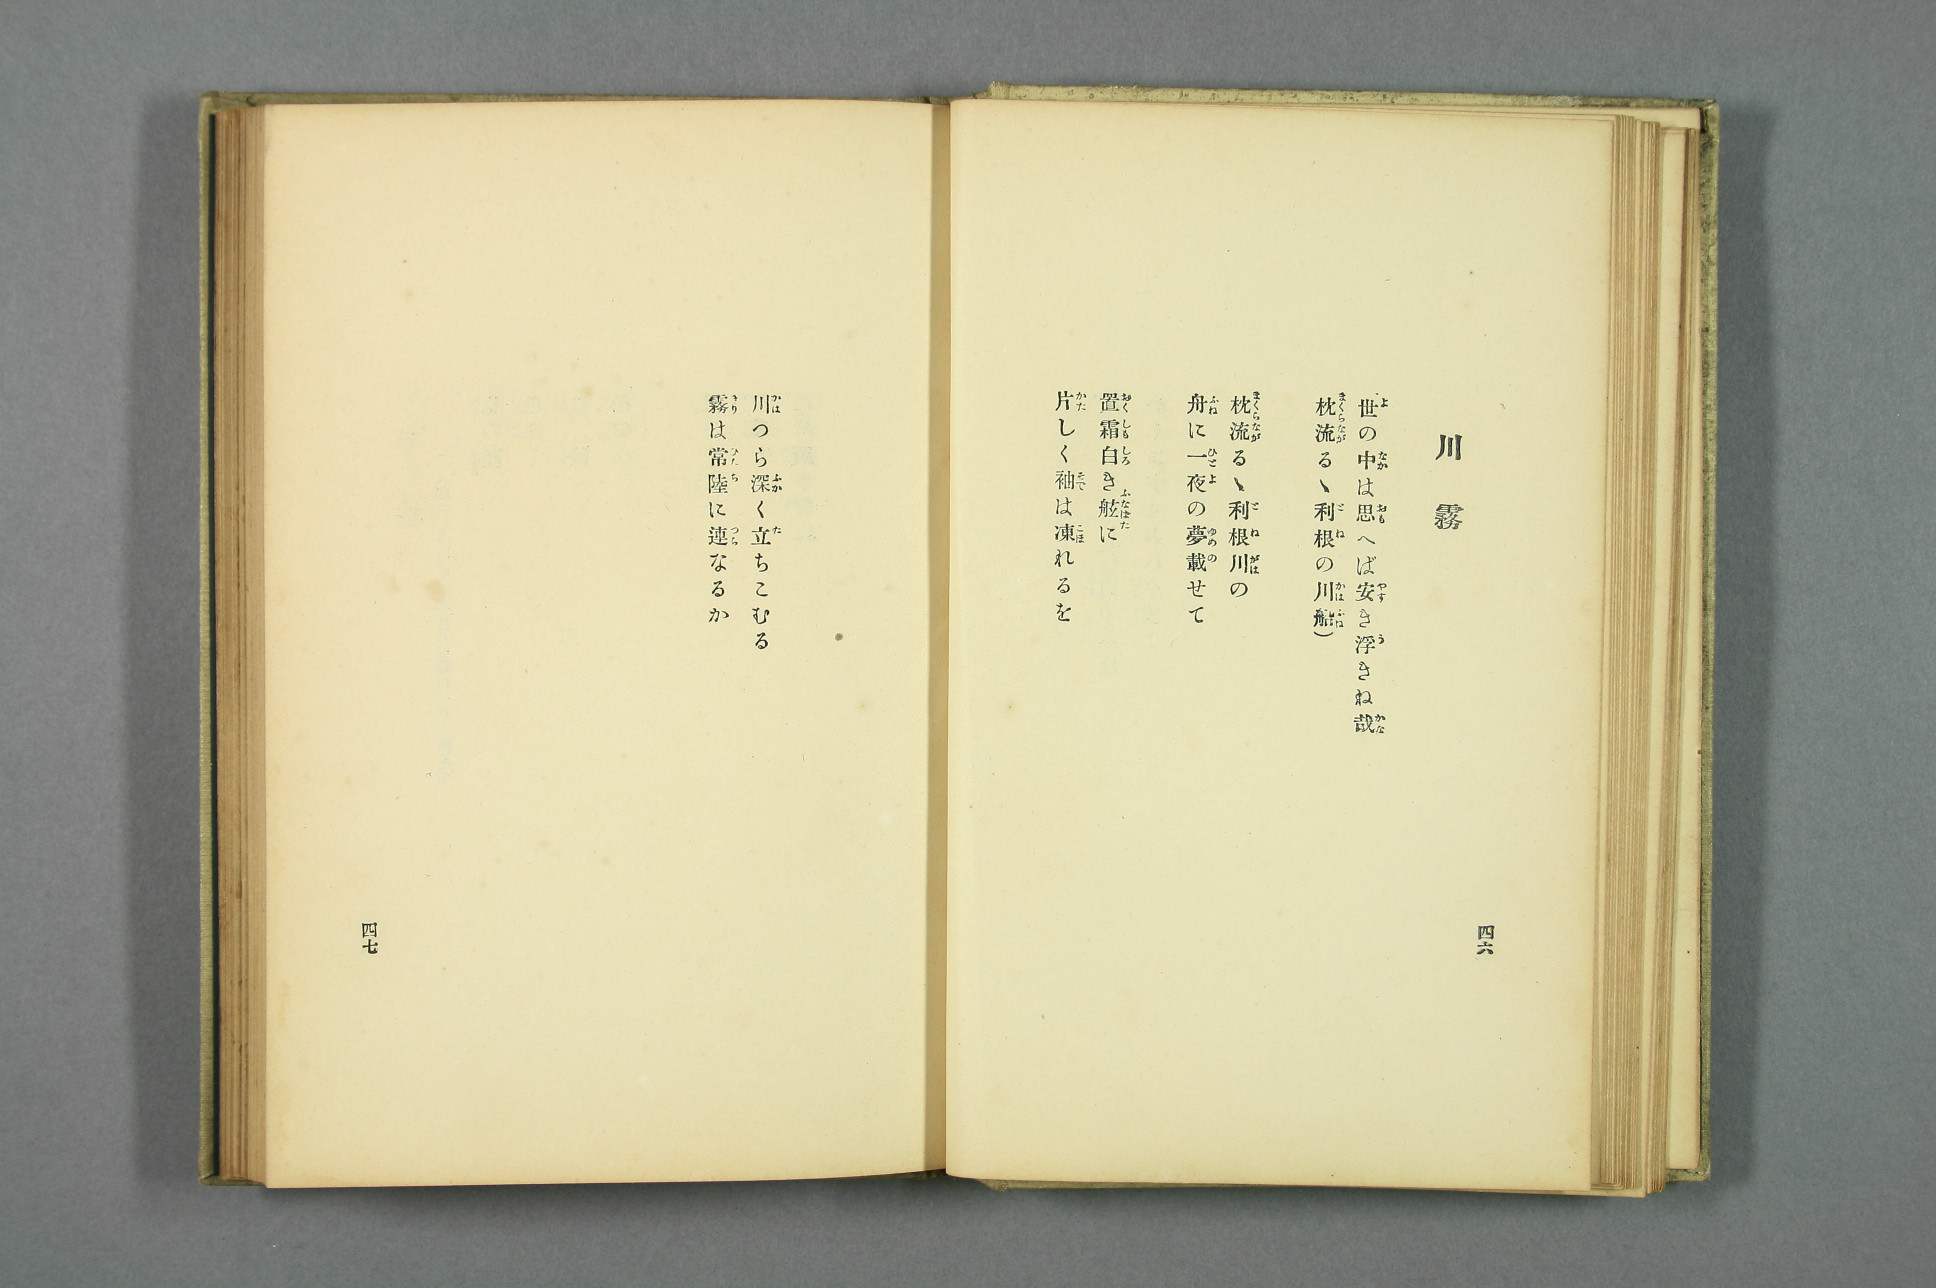 川霧
世の中は思へば安き浮きね哉
枕流るゝ利根の川船)
枕流るゝ利根川の
舟に一夜の夢載せて
置霜白き舷に
片しく袖は凍れるを
四六
川つら深く立ちこむる
霧は常陸に連なるか
四七